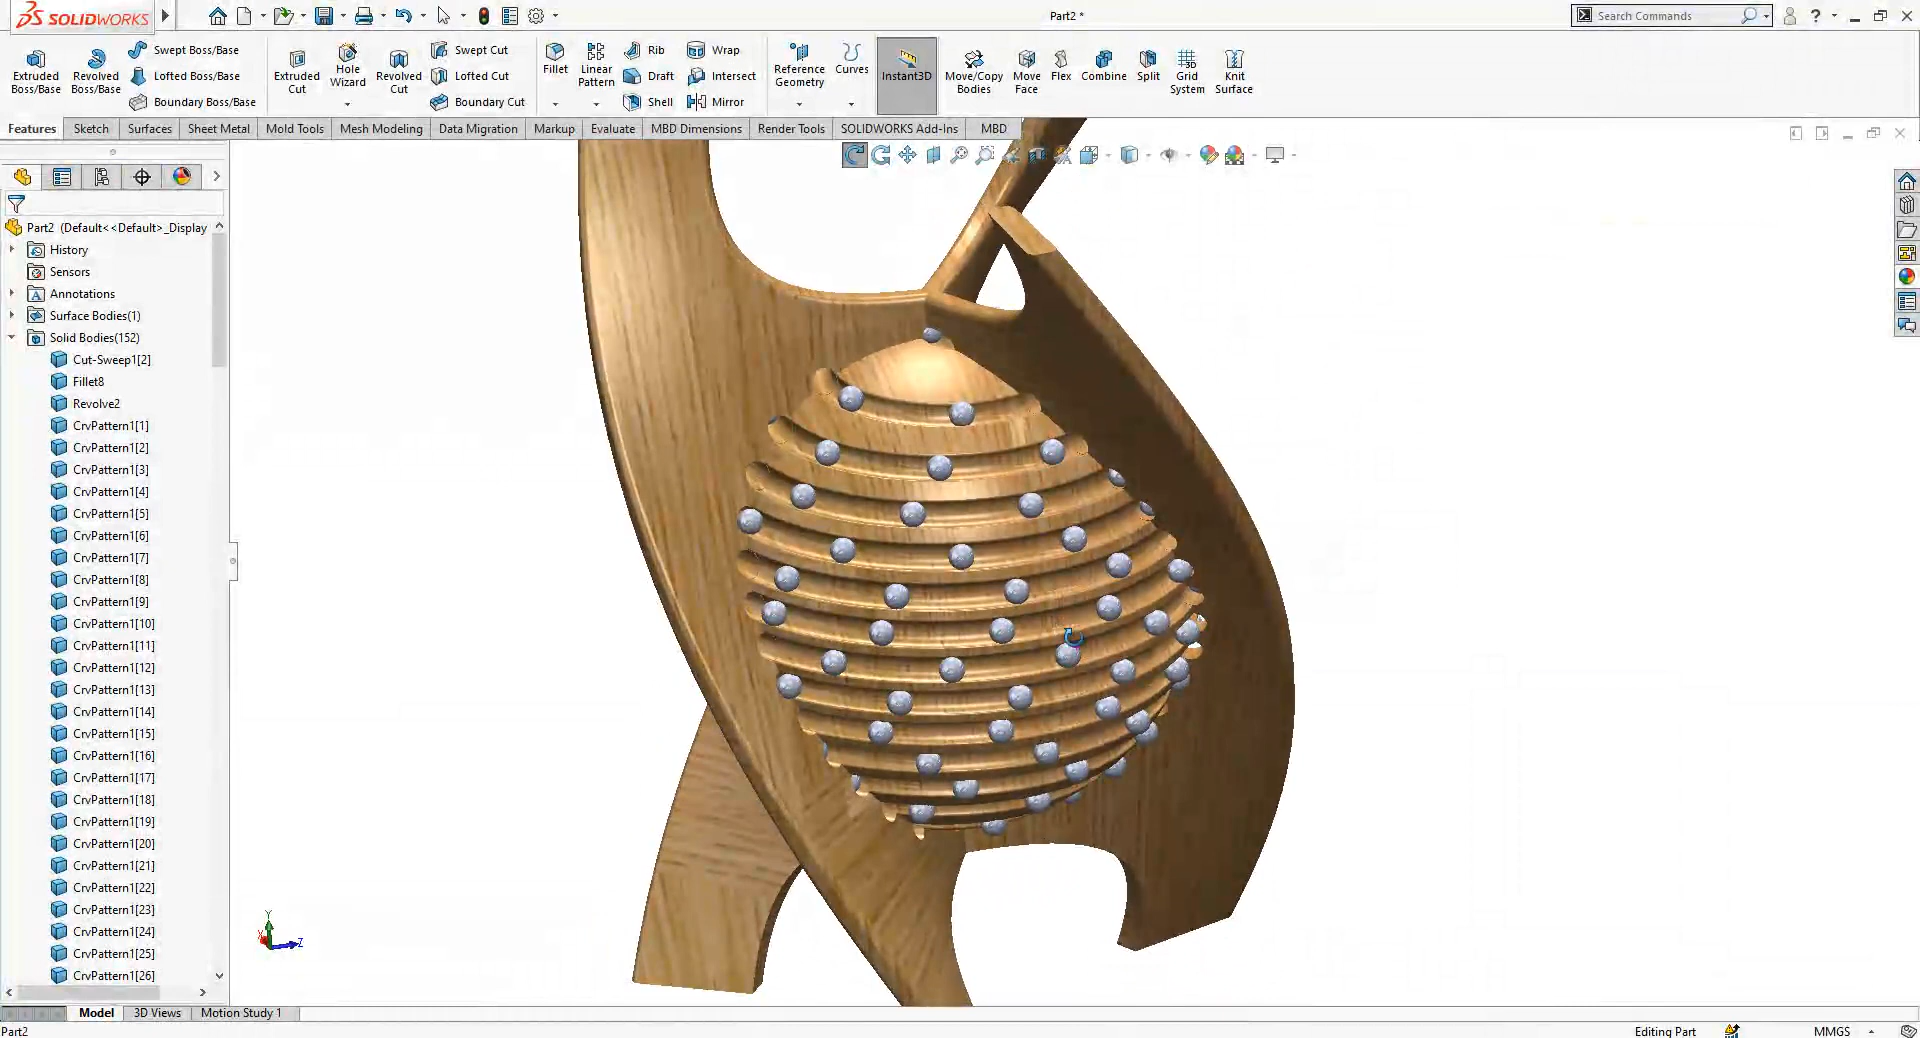 SOLIDWORKS
Part2 *
Search Commands
Extruded Boss/Base
Revolved Boss/Base
Swept Boss/Base
Lofted Boss/Base
Boundary Boss/Base
Extruded Cut
Hole Wizard
Revolved Cut
Swept Cut
Lofted Cut
Boundary Cut
Fillet
Linear Pattern
Rib
Draft
Shell
Wrap
Intersect
Mirror
Reference Geometry
Curves
Instant3D
Move/Copy Bodies
Move Face
Flex
Combine
Split
Grid System
Knit Surface
Features
Sketch
Surfaces
Sheet Metal
Mold Tools
Mesh Modeling
Data Migration
Markup
Evaluate
MBD Dimensions
Render Tools
SOLIDWORKS Add-Ins
MBD
Part2 (Default<<Default>_Display
History
Sensors
Annotations
Surface Bodies(1)
Solid Bodies(152)
Cut-Sweep1[2]
Fillet8
Revolve2
CrvPattern1[1]
CrvPattern1[2]
CrvPattern1[3]
CrvPattern1[4]
CrvPattern1[5]
CrvPattern1[6]
CrvPattern1[7]
CrvPattern1[8]
CrvPattern1[9]
CrvPattern1[10]
CrvPattern1[11]
CrvPattern1[12]
CrvPattern1[13]
CrvPattern1[14]
CrvPattern1[15]
CrvPattern1[16]
CrvPattern1[17]
CrvPattern1[18]
CrvPattern1[19]
CrvPattern1[20]
CrvPattern1[21]
CrvPattern1[22]
CrvPattern1[23]
CrvPattern1[24]
CrvPattern1[25]
CrvPattern1[26]
Y
X
Z
Model
3D Views
Motion Study 1
Part2
Editing Part
MMGS